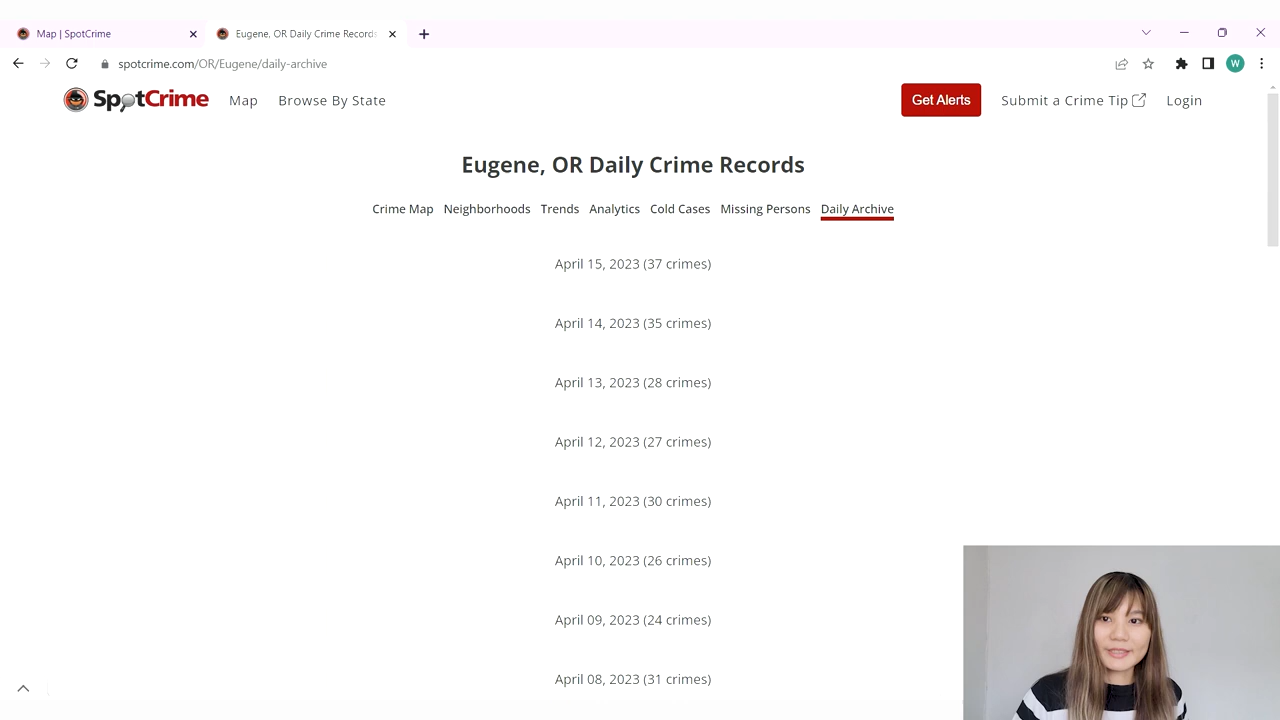 Map | SpotCrime
Eugene, OR Daily Crime Records
spotcrime.com/OR/Eugene/daily-archive
W
SpotCrime
Map
Browse By State
Get Alerts
Submit a Crime Tip
Login
Eugene, OR Daily Crime Records
Crime Map Neighborhoods Trends Analytics Cold Cases Missing Persons Daily Archive
April 15, 2023 (37 crimes)
April 14, 2023 (35 crimes)
April 13, 2023 (28 crimes)
April 12, 2023 (27 crimes)
April 11, 2023 (30 crimes)
April 10, 2023 (26 crimes)
April 09, 2023 (24 crimes)
April 08, 2023 (31 crimes)